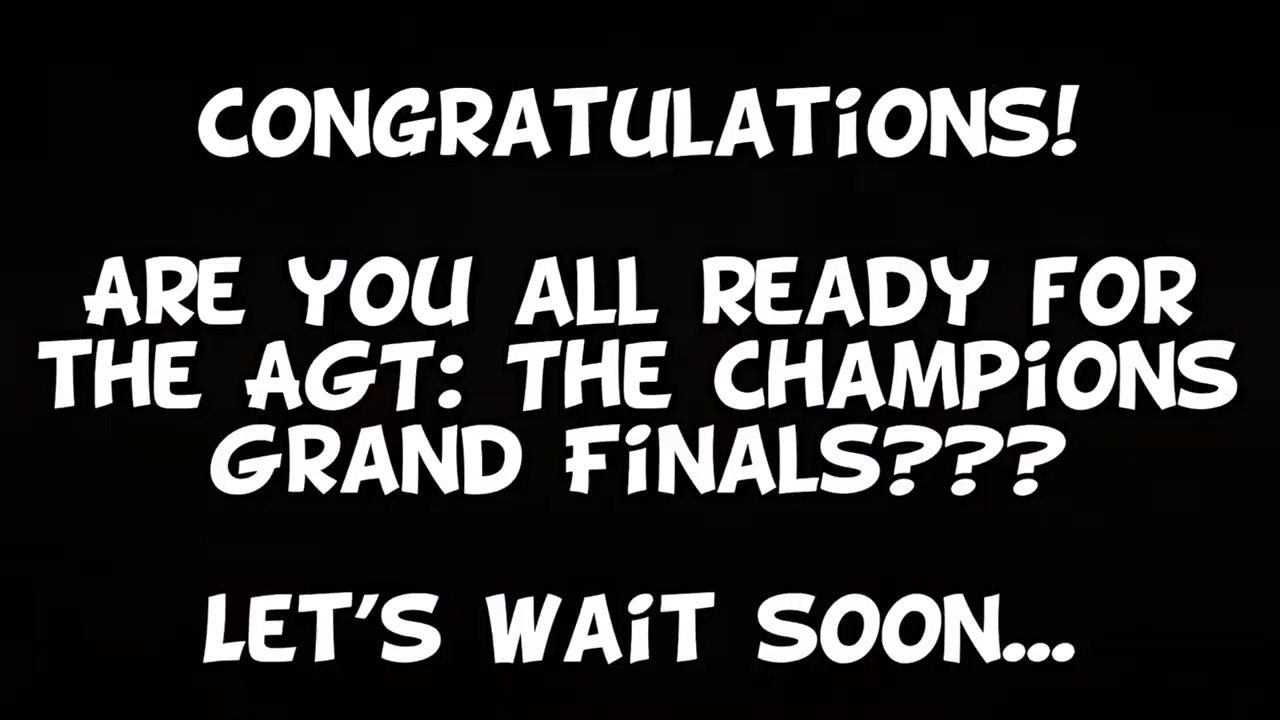 CONGRATULATiONS!
ARE YOU ALL READY FOR
THE AGT: THE CHAMPiONS
GRAND FiNALS???
LET'S WAiT SOON...